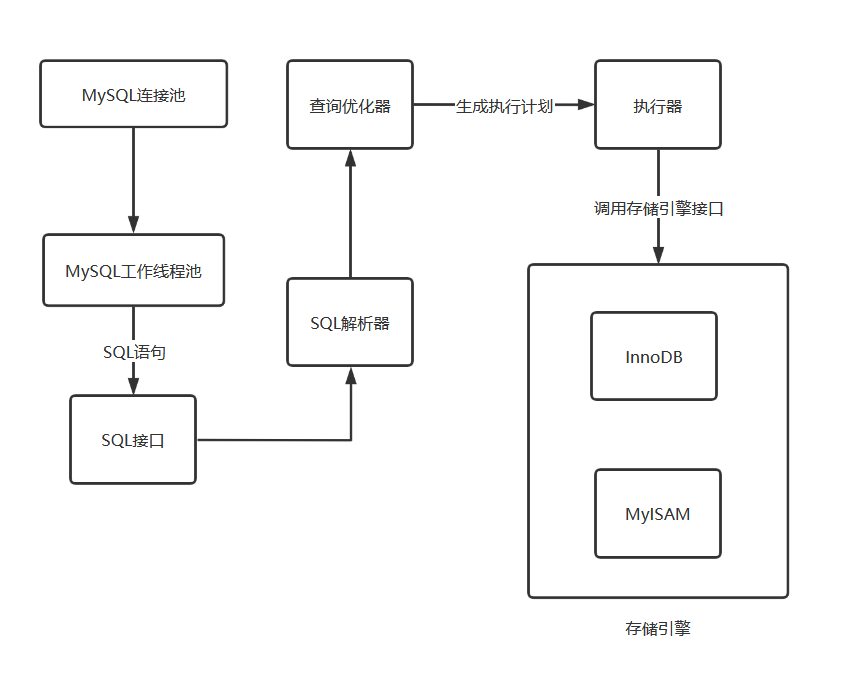 MySQL连接池
MySQL工作线程池
SQL语句
SQL接口
SQL解析器
查询优化器
生成执行计划
执行器
调用存储引擎接口
InnoDB
MyISAM
存储引擎